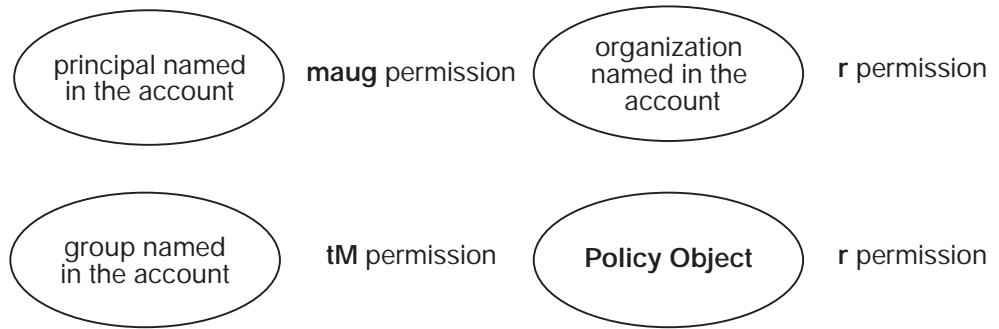 principal named
in the account
maug permission
organization
named in the
account
r permission
group named
in the account
tM permission
Policy Object
r permission